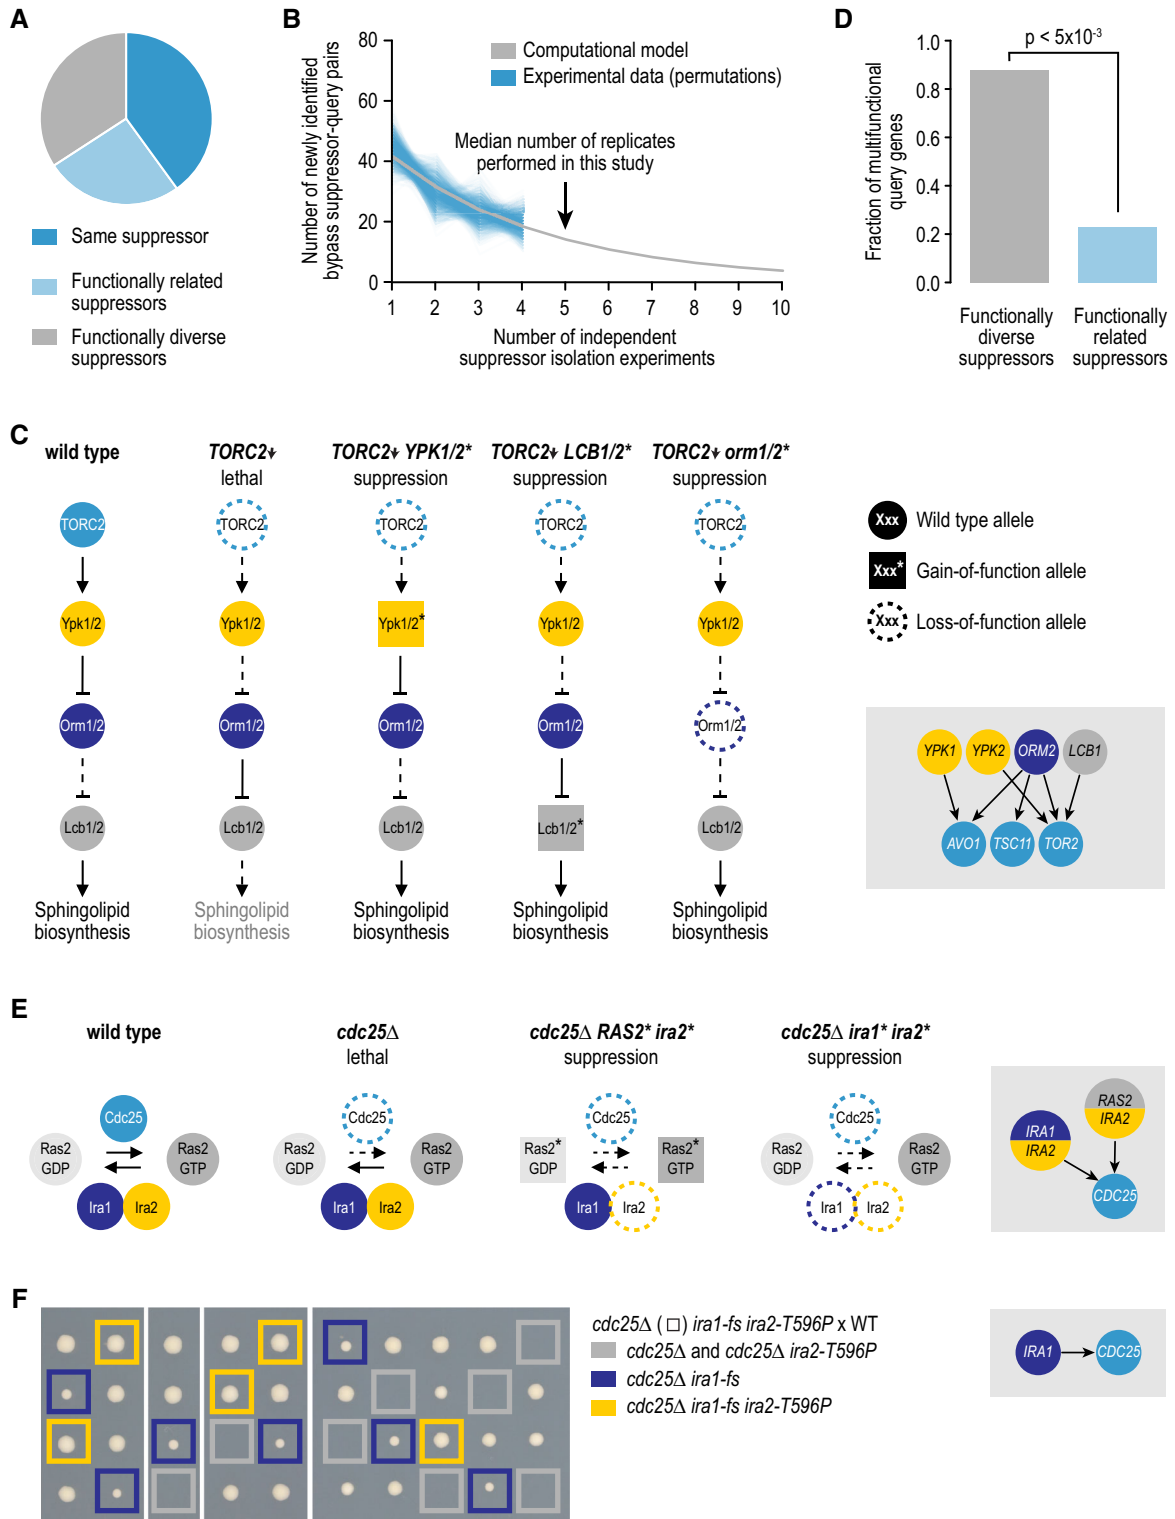 A
Same suppressor
Functionally related
suppressors
Functionally diverse
suppressors
B
Number of newly identified
bypass suppressor-query pairs
80
60
40
20
0
Computational model
Experimental data (permutations)
Median number of replicates
performed in this study
1 2 3 4 5 6 7 8 9 10
Number of independent
suppressor isolation experiments
D
p < 5x10-3
Fraction of multifunctional
query genes
1.0
0.8
0.6
0.4
0.2
0.0
Functionally
diverse
suppressors
Functionally
related
suppressors
C
wild type
TORC2
Ypk1/2
Orm1/2
Lcb1/2
Sphingolipid
biosynthesis
TORC2↓
lethal
TORC2
Ypk1/2
Orm1/2
Lcb1/2
Sphingolipid
biosynthesis
TORC2↓ YPK1/2*
suppression
TORC2
Ypk1/2*
Orm1/2
Lcb1/2
Sphingolipid
biosynthesis
TORC2↓ LCB1/2*
suppression
TORC2
Ypk1/2
Orm1/2
Lcb1/2*
Sphingolipid
biosynthesis
TORC2↓ orm1/2*
suppression
TORC2
Ypk1/2
Orm1/2
Lcb1/2
Sphingolipid
biosynthesis
Xxx Wild type allele
Xxx* Gain-of-function allele
Xxx Loss-of-function allele
YPK1 YPK2 ORM2 LCB1
AVO1 TSC11 TOR2
E
wild type
Cdc25
Ras2
GDP
Ras2
GTP
Ira1 Ira2
cdc25Δ
lethal
Cdc25
Ras2
GDP
Ras2
GTP
Ira1 Ira2
cdc25Δ RAS2* ira2*
suppression
Cdc25
Ras2*
GDP
Ras2*
GTP
Ira1 Ira2
cdc25Δ ira1* ira2*
suppression
Cdc25
Ras2
GDP
Ras2
GTP
Ira1 Ira2
RAS2
IRA2
IRA1
IRA2
CDC25
F
cdc25Δ (□) ira1-fs ira2-T596P x WT
cdc25Δ and cdc25Δ ira2-T596P
cdc25Δ ira1-fs
cdc25Δ ira1-fs ira2-T596P
IRA1 CDC25